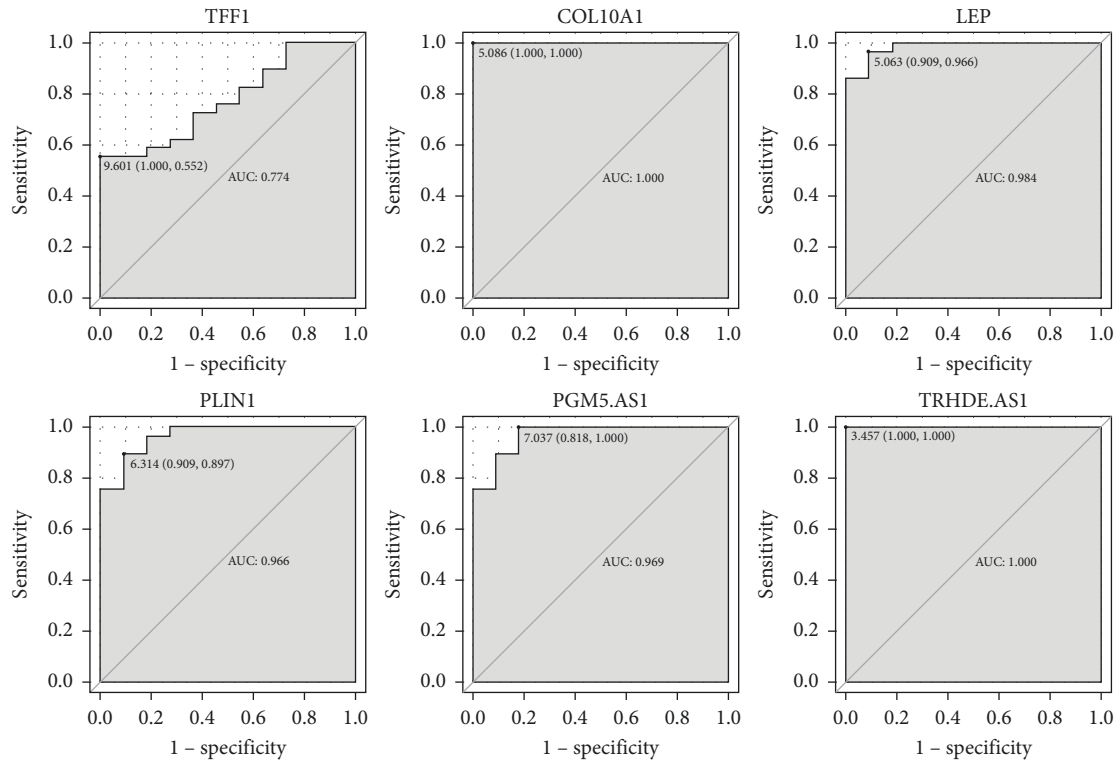 TFF1
1.0
0.8
0.6
0.4
0.2
0.0
Sensitivity
9.601 (1.000, 0.552)
AUC: 0.774
0.0 0.2 0.4 0.6 0.8 1.0
1 – specificity
COL10A1
1.0
0.8
0.6
0.4
0.2
0.0
Sensitivity
5.086 (1.000, 1.000)
AUC: 1.000
0.0 0.2 0.4 0.6 0.8 1.0
1 – specificity
LEP
1.0
0.8
0.6
0.4
0.2
0.0
Sensitivity
5.063 (0.909, 0.966)
AUC: 0.984
0.0 0.2 0.4 0.6 0.8 1.0
1 – specificity
PLIN1
1.0
0.8
0.6
0.4
0.2
0.0
Sensitivity
6.314 (0.909, 0.897)
AUC: 0.966
0.0 0.2 0.4 0.6 0.8 1.0
1 – specificity
PGM5.AS1
1.0
0.8
0.6
0.4
0.2
0.0
Sensitivity
7.037 (0.818, 1.000)
AUC: 0.969
0.0 0.2 0.4 0.6 0.8 1.0
1 – specificity
TRHDE.AS1
1.0
0.8
0.6
0.4
0.2
0.0
Sensitivity
3.457 (1.000, 1.000)
AUC: 1.000
0.0 0.2 0.4 0.6 0.8 1.0
1 – specificity